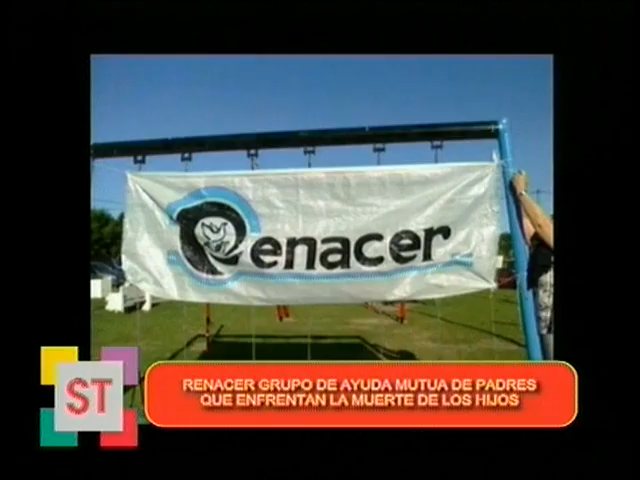 Renacer
ST
RENACER GRUPO DE AYUDA MUTUA DE PADRES
QUE ENFRENTAN LA MUERTE DE LOS HIJOS